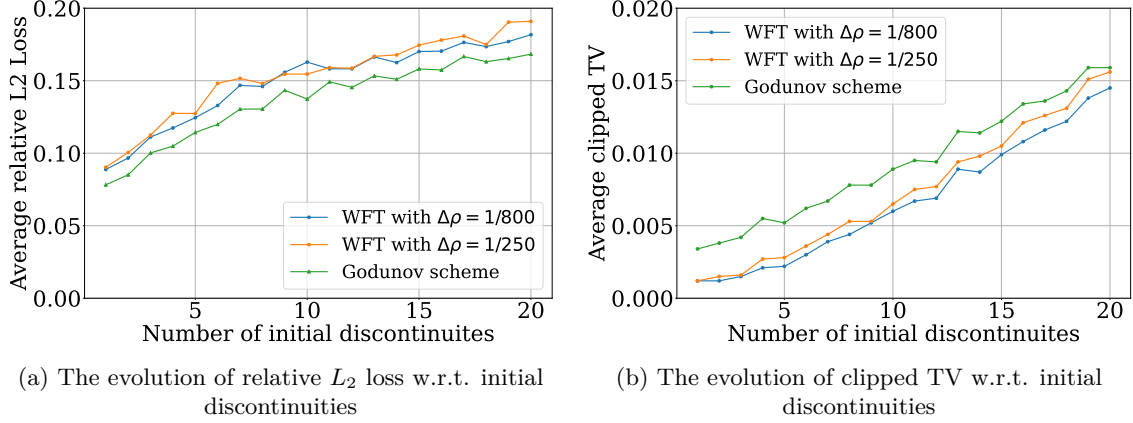 0.20
0.15
0.10
0.05
0.00
Average relative L2 Loss
WFT with Δρ = 1/800
WFT with Δρ = 1/250
Godunov scheme
5
10
15
20
Number of initial discontinuites
(a) The evolution of relative L₂ loss w.r.t. initial
discontinuities
0.020
0.015
0.010
0.005
0.000
Average clipped TV
WFT with Δρ = 1/800
WFT with Δρ = 1/250
Godunov scheme
5
10
15
20
Number of initial discontinuites
(b) The evolution of clipped TV w.r.t. initial
discontinuities